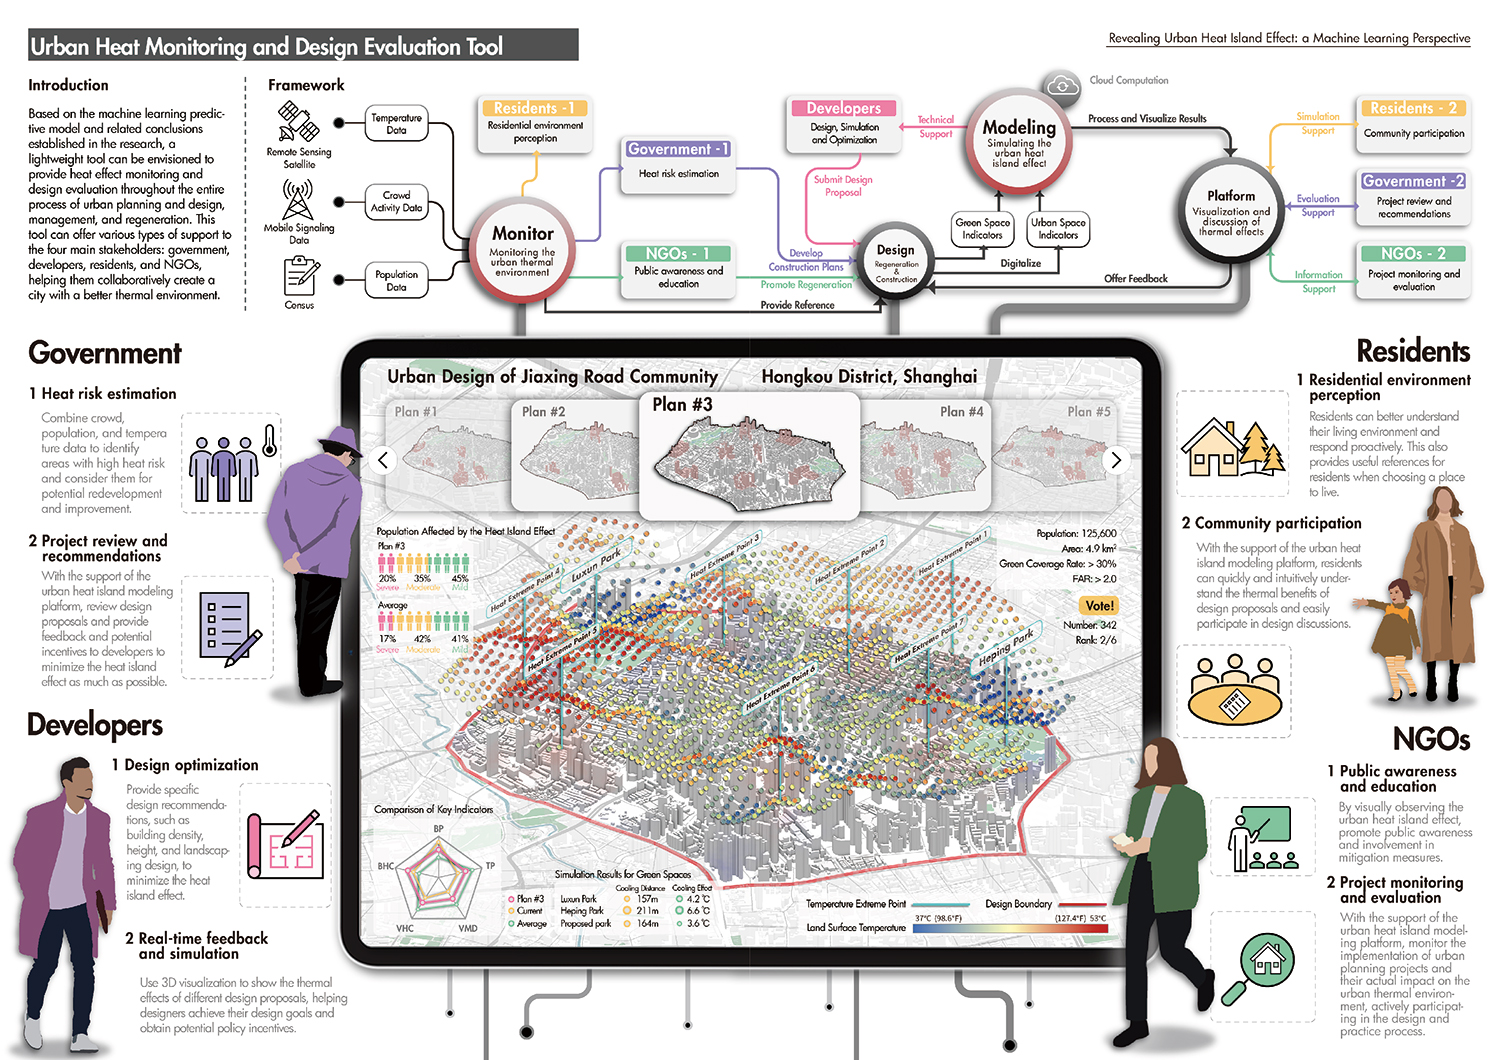 Urban Heat Monitoring and Design Evaluation Tool
Revealing Urban Heat Island Effect: a Machine Learning Perspective
Introduction
Based on the machine learning predic-
tive model and related conclusions
established in the research, a
lightweight tool can be envisioned to
provide heat effect monitoring and
design evaluation throughout the entire
process of urban planning and design,
management, and regeneration. This
tool can offer various types of support to
the four main stakeholders: government,
developers, residents, and NGOs,
helping them collaboratively create a
city with a better thermal environment.
Framework
Remote Sensing
Satellite
Mobile Signaling
Data
Census
Temperature
Data
Crowd
Activity Data
Population
Data
Monitor
Monitoring the
urban thermal
environment
Residents -1
Residential environment
perception
Government -1
Heat risk estimation
NGOs - 1
Public awareness and
education
Develop
Construction Plans
Promote Regeneration
Provide Reference
Developers
Design, Simulation
and Optimization
Submit Design
Proposal
Technical
Support
Design
Regeneration
&
Construction
Modeling
Simulating the
urban heat
island effect
Cloud Computation
Green Space
Indicators
Urban Space
Indicators
Digitalize
Process and Visualize Results
Offer Feedback
Platform
Visualization and
discussion of
thermal effects
Simulation
Support
Evaluation
Support
Information
Support
Residents - 2
Community participation
Government -2
Project review and
recommendations
NGOs - 2
Project monitoring and
evaluation
Government
1 Heat risk estimation
Combine crowd,
population, and tempera
ture data to identify
areas with high heat risk
and consider them for
potential redevelopment
and improvement.
2 Project review and
recommendations
With the support of the
urban heat island modeling
platform, review design
proposals and provide
feedback and potential
incentives to developers to
minimize the heat island
effect as much as possible.
Developers
1 Design optimization
Provide specific
design recommenda-
tions, such as
building density,
height, and landscap-
ing design, to
minimize the heat
island effect.
2 Real-time feedback
and simulation
Use 3D visualization to show the thermal
effects of different design proposals, helping
designers achieve their design goals and
obtain potential policy incentives.
Urban Design of Jiaxing Road Community
Hongkou District, Shanghai
Plan #1
Plan #2
Plan #3
Plan #4
Plan #5
Population Affected by the Heat Island Effect
Plan #3
20% 35% 45%
Severe Moderate Mild
Average
17% 42% 41%
Severe Moderate Mild
Population: 125,600
Area: 4.9 km²
Green Coverage Rate: > 30%
FAR: > 2.0
Vote!
Number: 342
Rank: 2/6
Heat Extreme Point 4
Luxun Park
Heat Extreme Point 3
Heat Extreme Point 2
Heat Extreme Point 1
Heat Extreme Point 5
Heat Extreme Point 6
Heat Extreme Point 7
Heping Park
Comparison of Key Indicators
BP
TP
VMD
VHC
BHC
Simulation Results for Green Spaces
Cooling Distance Cooling Effect
Plan #3 Luxun Park 157m 4.2 °C
Current Heping Park 211m 6.6 °C
Average Proposed park 164m 3.6 °C
Temperature Extreme Point
Design Boundary
37°C (98.6°F)
(127.4°F) 53°C
Land Surface Temperature
Residents
1 Residential environment
perception
Residents can better understand
their living environment and
respond proactively. This also
provides useful references for
residents when choosing a place
to live.
2 Community participation
With the support of the urban heat
island modeling platform, residents
can quickly and intuitively under-
stand the thermal benefits of
design proposals and easily
participate in design discussions.
NGOs
1 Public awareness
and education
By visually observing the
urban heat island effect,
promote public awareness
and involvement in
mitigation measures.
2 Project monitoring
and evaluation
With the support of the
urban heat island model-
ing platform, monitor the
implementation of urban
planning projects and
their actual impact on the
urban thermal environ-
ment, actively participat-
ing in the design and
practice process.